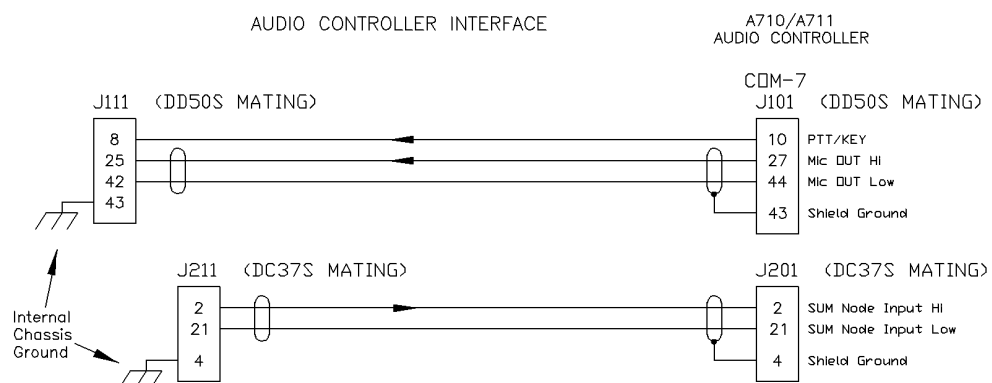 AUDIO CONTROLLER INTERFACE
A710/A711
AUDIO CONTROLLER
COM-7
J111 (DD50S MATING)
J101 (DD50S MATING)
8
10 PTT/KEY
25
27 Mic OUT Hi
42
44 Mic OUT Low
43
43 Shield Ground
J211 (DC37S MATING)
J201 (DC37S MATING)
2
2 SUM Node Input Hi
21
21 SUM Node Input Low
4
4 Shield Ground
Internal
Chassis
Ground